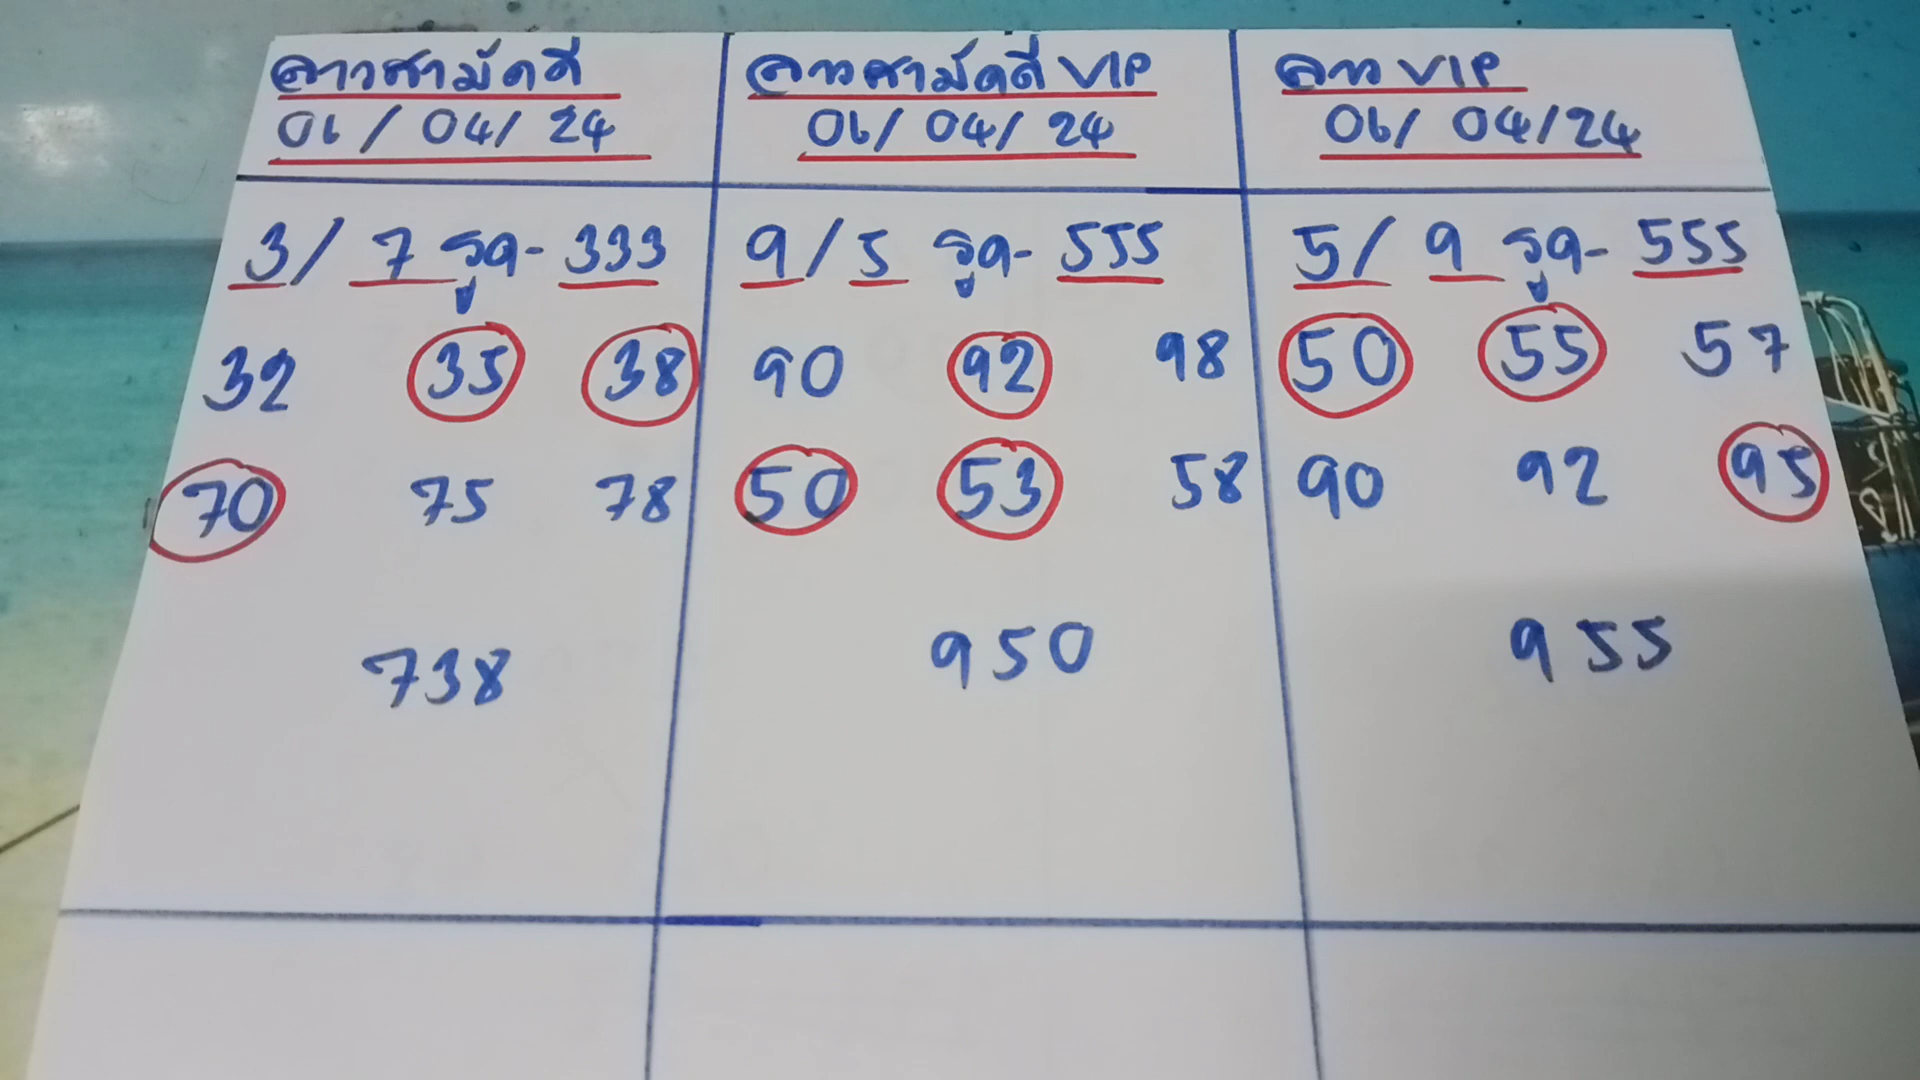 ลาวสามัคดี
06/04/24
3/7 รูด- 333
32 35 38
70 75 78
738
ลาวสามัคดี VIP
06/04/24
9/5 รูด- 555
90 92 98
50 53 58
950
ลาว VIP
06/04/24
5/9 รูด- 555
50 55 57
90 92 95
955